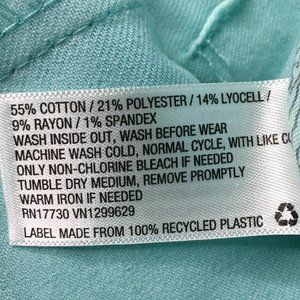 55% COTTON / 21% POLYESTER / 14% LYOCELL /
9% RAYON / 1% SPANDEX
WASH INSIDE OUT, WASH BEFORE WEAR
MACHINE WASH COLD, NORMAL CYCLE, WITH LIKE
ONLY NON-CHLORINE BLEACH IF NEEDED
TUMBLE DRY MEDIUM, REMOVE PROMPTLY
WARM IRON IF NEEDED
RN17730 VN1299629
LABEL MADE FROM 100% RECYCLED PLASTIC